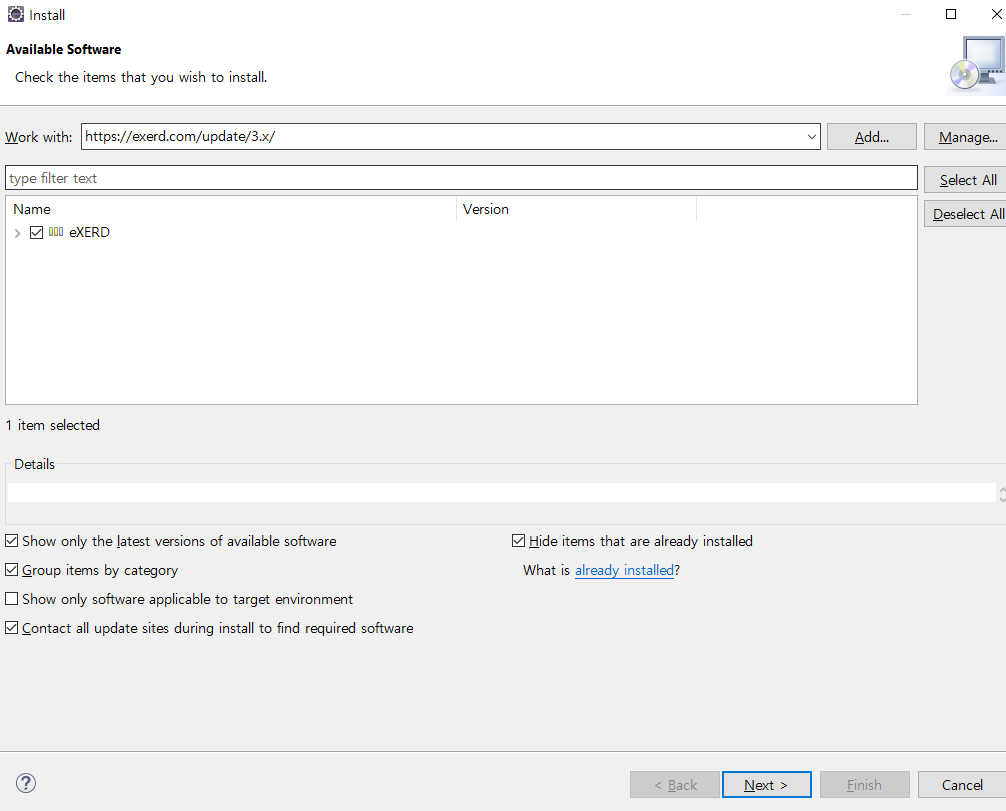 Install
Available Software
Check the items that you wish to install.
Work with: https://exerd.com/update/3.x/ Add... Manage...
type filter text Select All
Deselect All
Name Version
eXERD
1 item selected
Details
Show only the latest versions of available software Hide items that are already installed
Group items by category What is already installed?
Show only software applicable to target environment
Contact all update sites during install to find required software
? < Back Next > Finish Cancel